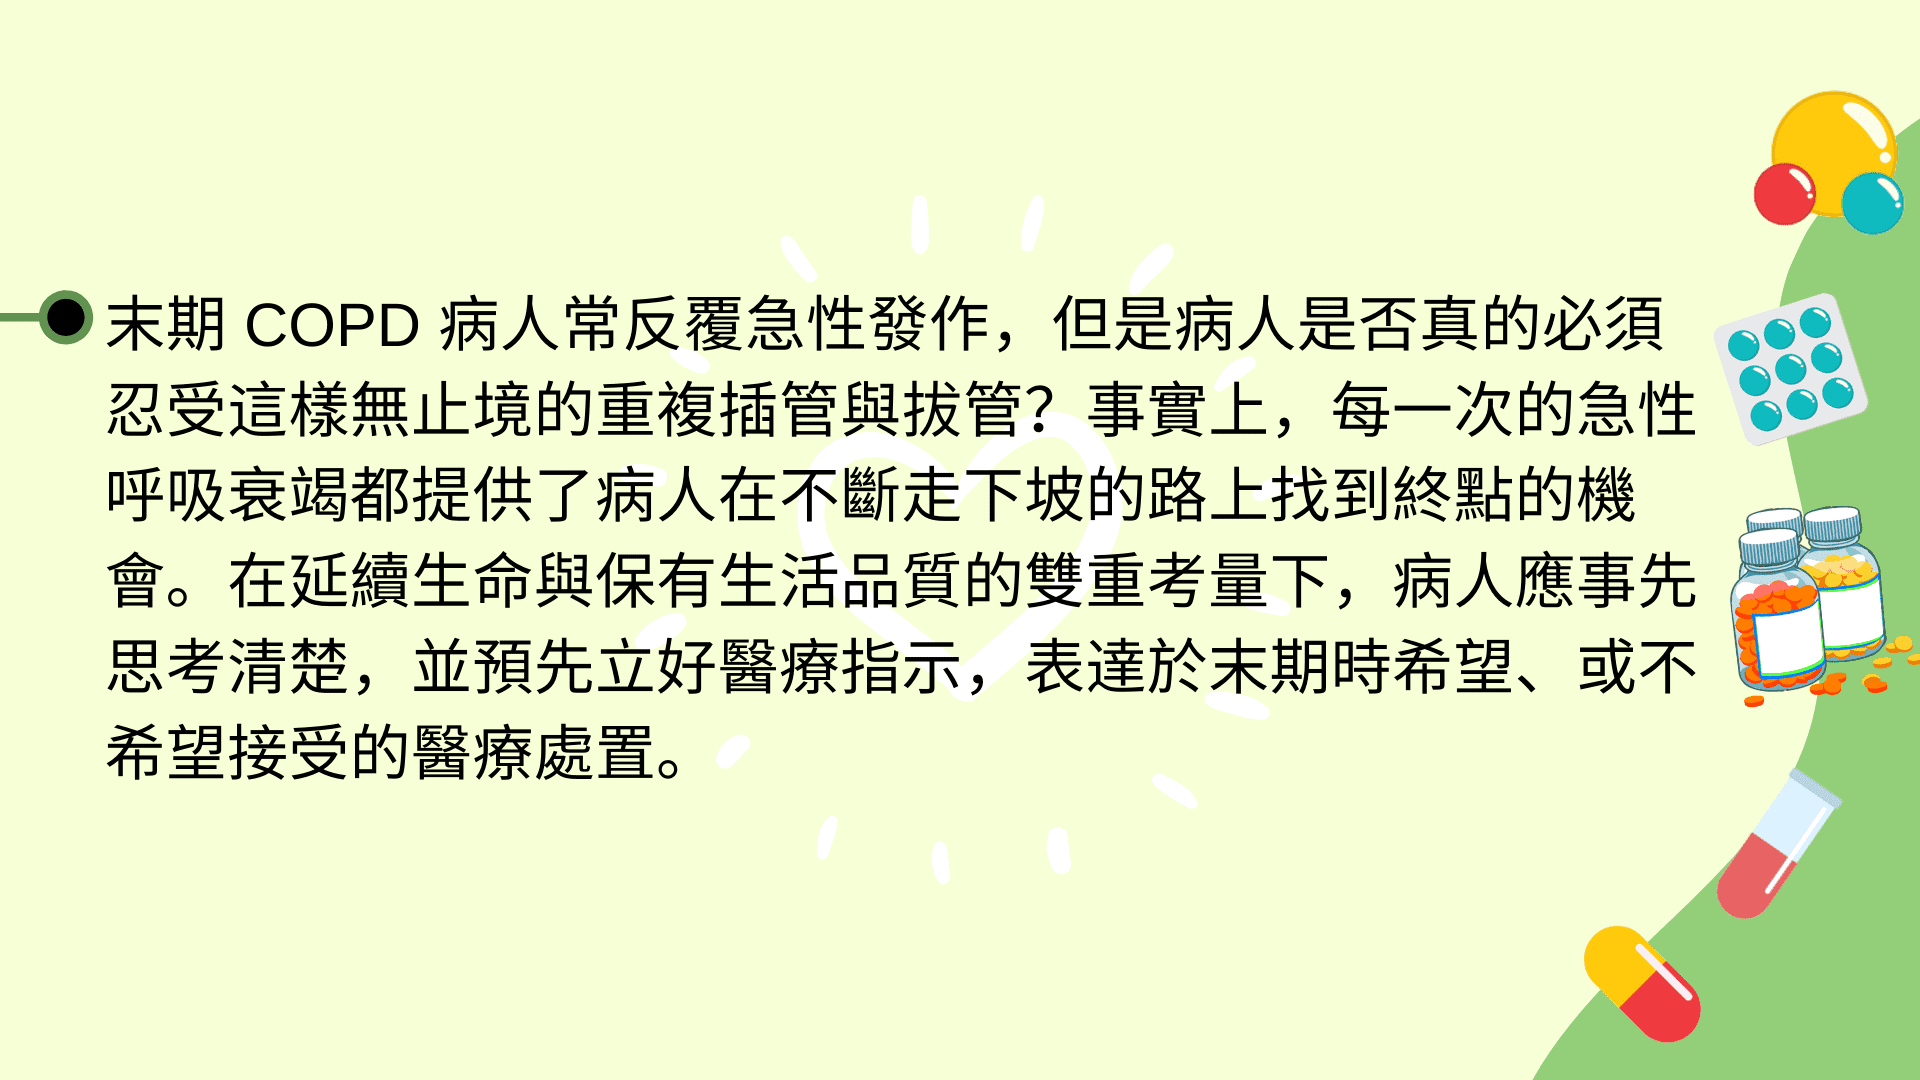 末期 COPD 病人常反覆急性發作，但是病人是否真的必須
忍受這樣無止境的重複插管與拔管？事實上，每一次的急性
呼吸衰竭都提供了病人在不斷走下坡的路上找到終點的機
會。在延續生命與保有生活品質的雙重考量下，病人應事先
思考清楚，並預先立好醫療指示，表達於末期時希望、或不
希望接受的醫療處置。